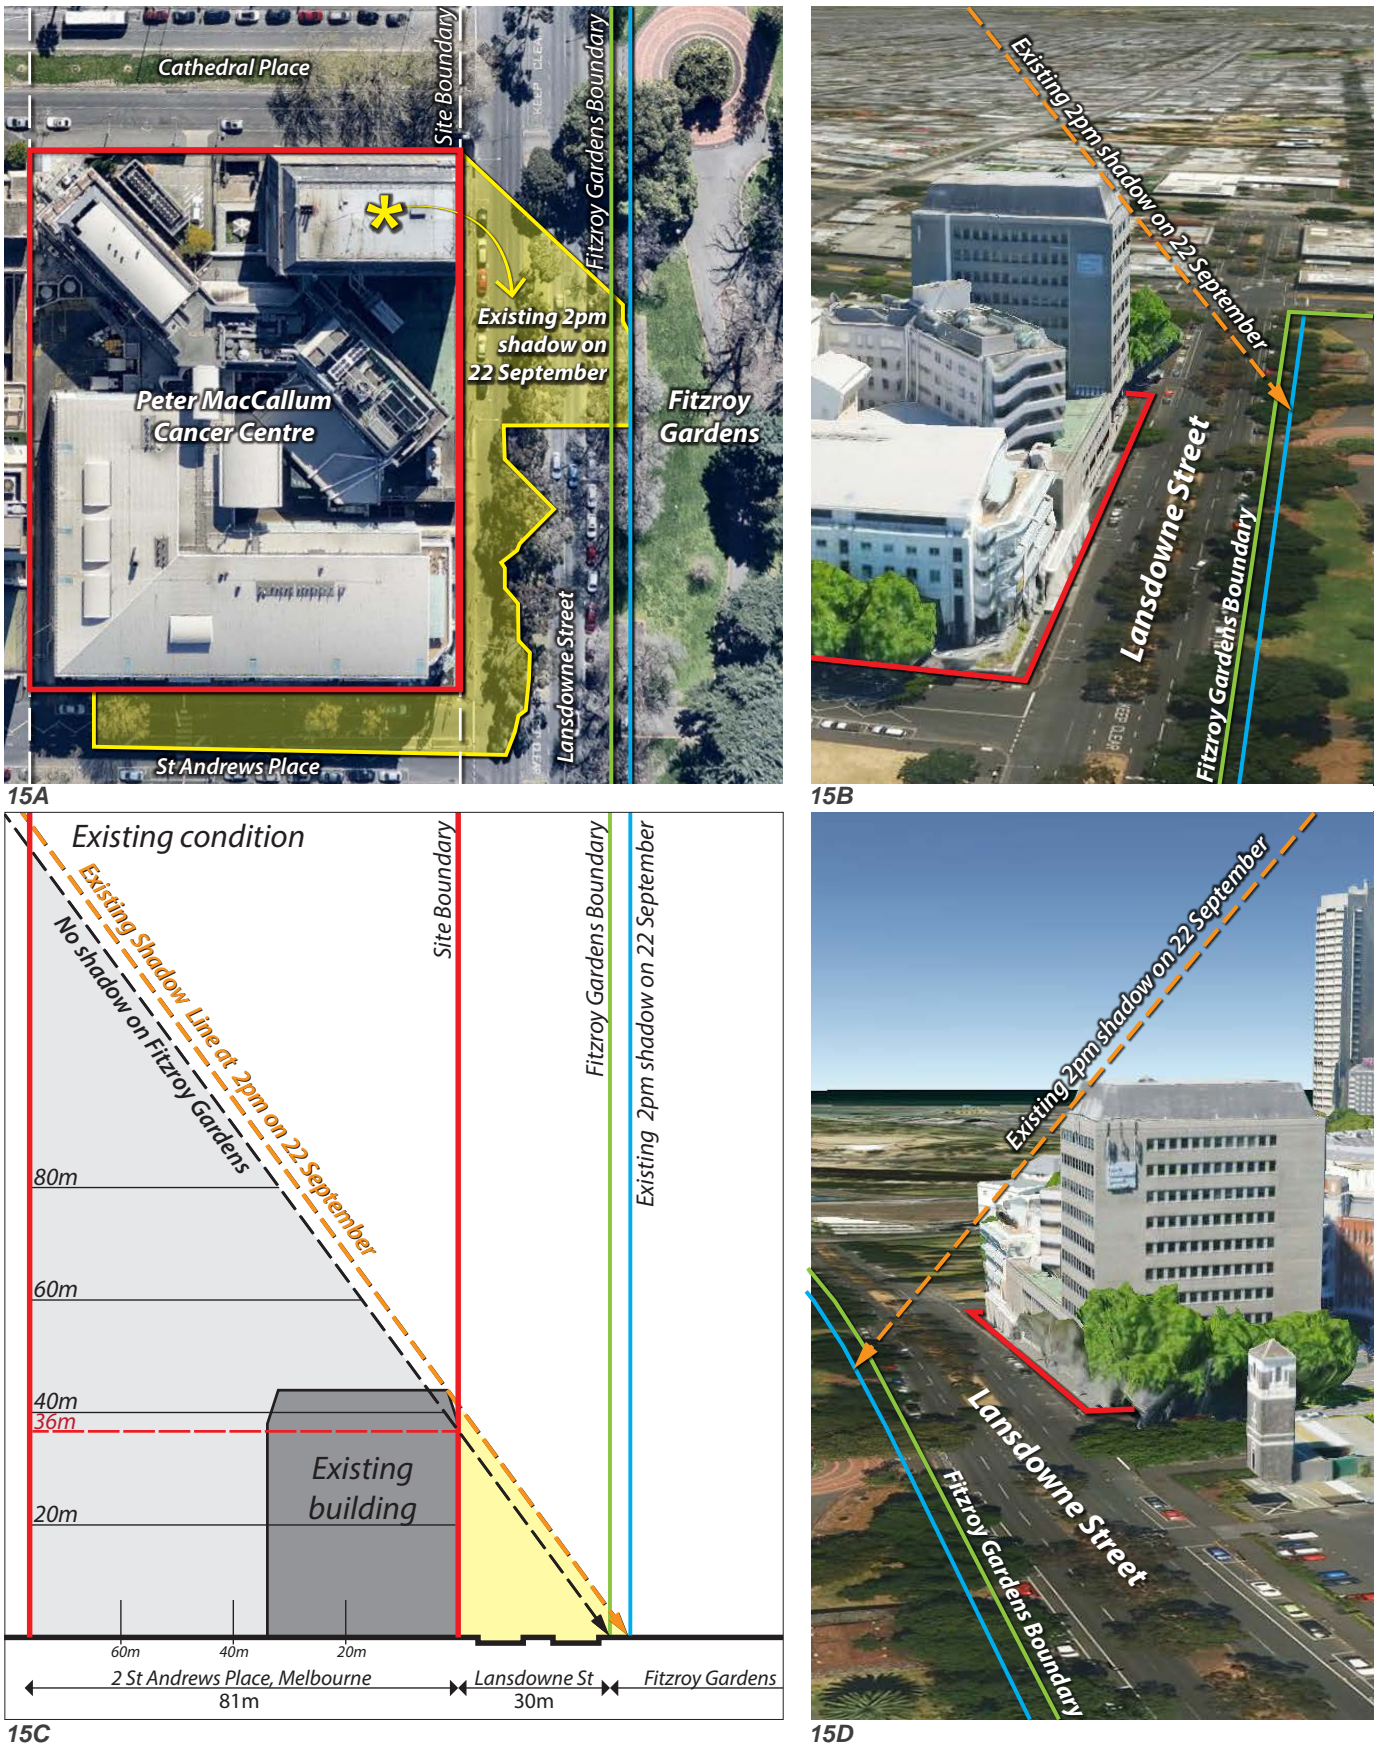 Cathedral Place
Site Boundary
Fitzroy Gardens Boundary
KEEP CLEAR
*
Existing 2pm
shadow on
22 September
Peter MacCallum
Cancer Centre
Fitzroy
Gardens
Lansdowne Street
St Andrews Place
15A
Existing 2pm shadow on 22 September
Lansdowne Street
Fitzroy Gardens Boundary
KEEP CLEAR
15B
Existing condition
Existing Shadow Line at 2pm on 22 September
No shadow on Fitzroy Gardens
Site Boundary
Fitzroy Gardens Boundary
Existing 2pm shadow on 22 September
80m
60m
40m
36m
20m
Existing
building
60m
40m
20m
2 St Andrews Place, Melbourne
81m
Lansdowne St
30m
Fitzroy Gardens
15C
Existing 2pm shadow on 22 September
Lansdowne Street
Fitzroy Gardens Boundary
15D